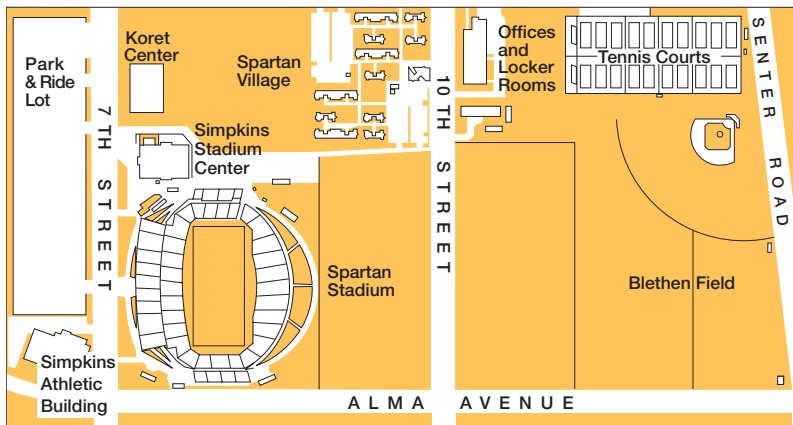 Park
& Ride
Lot
Koret
Center
Spartan
Village
Offices
and
Locker
Rooms
Tennis Courts
SENTER ROAD
7TH STREET
Simpkins
Stadium
Center
10TH STREET
Spartan
Stadium
Blethen Field
Simpkins
Athletic
Building
ALMA AVENUE